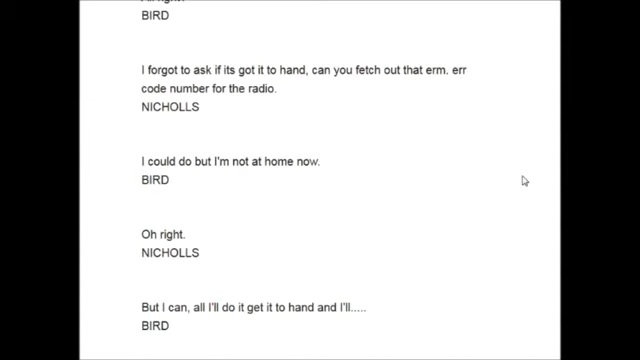 All right.
BIRD
I forgot to ask if its got it to hand, can you fetch out that erm. err
code number for the radio.
NICHOLLS
I could do but I'm not at home now.
BIRD
Oh right.
NICHOLLS
But I can, all I'll do it get it to hand and I'll.....
BIRD